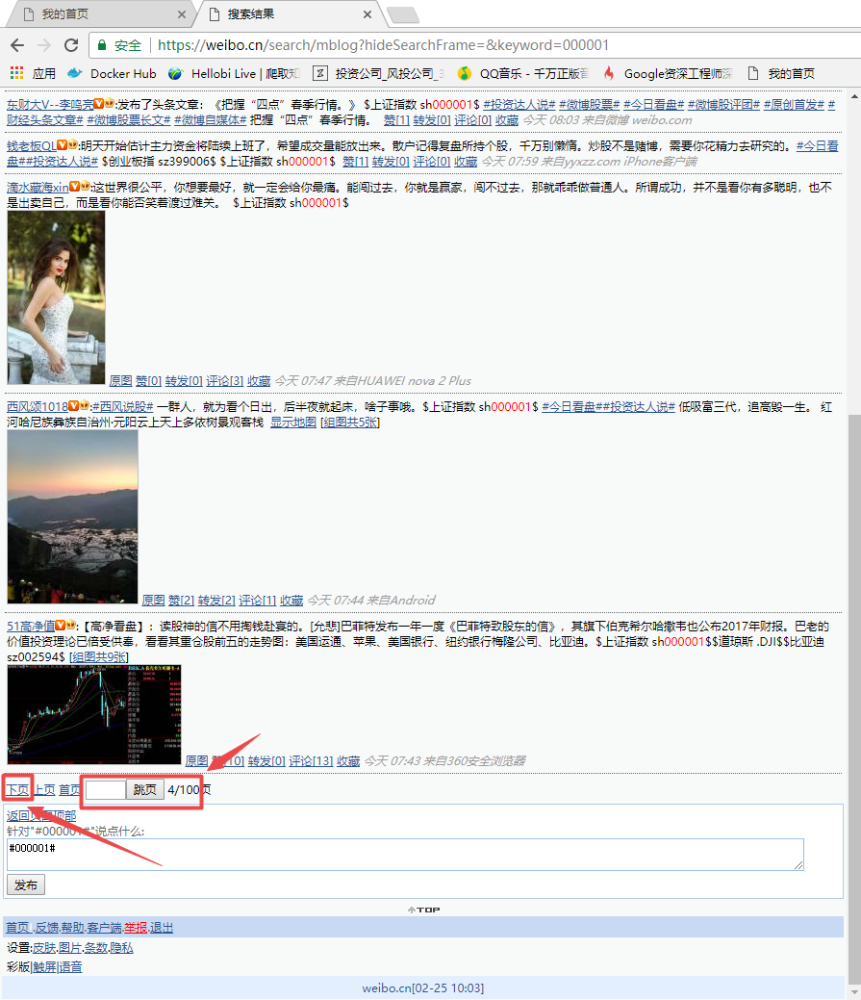 我的首页
搜索结果
安全 https://weibo.cn/search/mblog?hideSearchFrame=&keyword=000001
应用 Docker Hub Hellobi Live | 爬取知 投资公司_风投公司_ QQ音乐 - 千万正版音 Google资深工程师深 我的首页
东财大V--李鸣亮:发布了头条文章：《把握“四点”春季行情。》 $上证指数 sh000001$ #投资达人说# #微博股票# #今日看盘# #微博股评团# #原创首发# #
财经头条文章# #微博股票长文# #微博自媒体# 把握“四点”春季行情。 赞[1] 转发[0] 评论[0] 收藏 今天 08:03 来自微博 weibo.com
钱老板QL:明天开始估计主力资金将陆续上班了，希望成交量能放出来。散户记得复盘所持个股，千万别懒惰。炒股不是赌博，需要你花精力去研究的。#今日看
盘##投资达人说# $创业板指 sz399006$ $上证指数 sh000001$ 赞[1] 转发[0] 评论[0] 收藏 今天 07:59 来自yyxzz.com iPhone客户端
滴水藏海xin:这世界很公平，你想要最好，就一定会给你最痛。能闯过去，你就是赢家，闯不过去，那就乖乖做普通人。所谓成功，并不是看你有多聪明，也不
是出卖自己，而是看你能否笑着渡过难关。 $上证指数 sh000001$
原图 赞[0] 转发[0] 评论[3] 收藏 今天 07:47 来自HUAWEI nova 2 Plus
西风颂1018:#西风说股# 一群人，就为看个日出，后半夜就起床，啥子事哦。$上证指数 sh000001$ #今日看盘##投资达人说# 低吸富三代，追高毁一生。 红
河哈尼族彝族自治州·元阳云上天上多依树景观客栈 显示地图 [组图共5张]
原图 赞[2] 转发[2] 评论[1] 收藏 今天 07:44 来自Android
51高净值:【高净看盘】：读股神的信不用掏钱赴宴的。[允悲]巴菲特发布一年一度《巴菲特致股东的信》，其旗下伯克希尔哈撒韦也公布2017年财报。巴老的
价值投资理论已倍受供奉，看看其重仓股前五的走势图：美国运通、苹果、美国银行、纽约银行梅隆公司、比亚迪。$上证指数 sh000001$$道琼斯 .DJI$$比亚迪
sz002594$ [组图共9张]
原图 10] 转发[0] 评论[13] 收藏 今天 07:43 来自360安全浏览器
下页 上页 首页 跳页 4/100页
返回 顶部
针对"#000001#"说点什么:
#000001#
发布
TOP
首页.反馈.帮助.客户端.举报.退出
设置:皮肤.图片.条数.隐私
彩版|触屏|语音
weibo.cn[02-25 10:03]